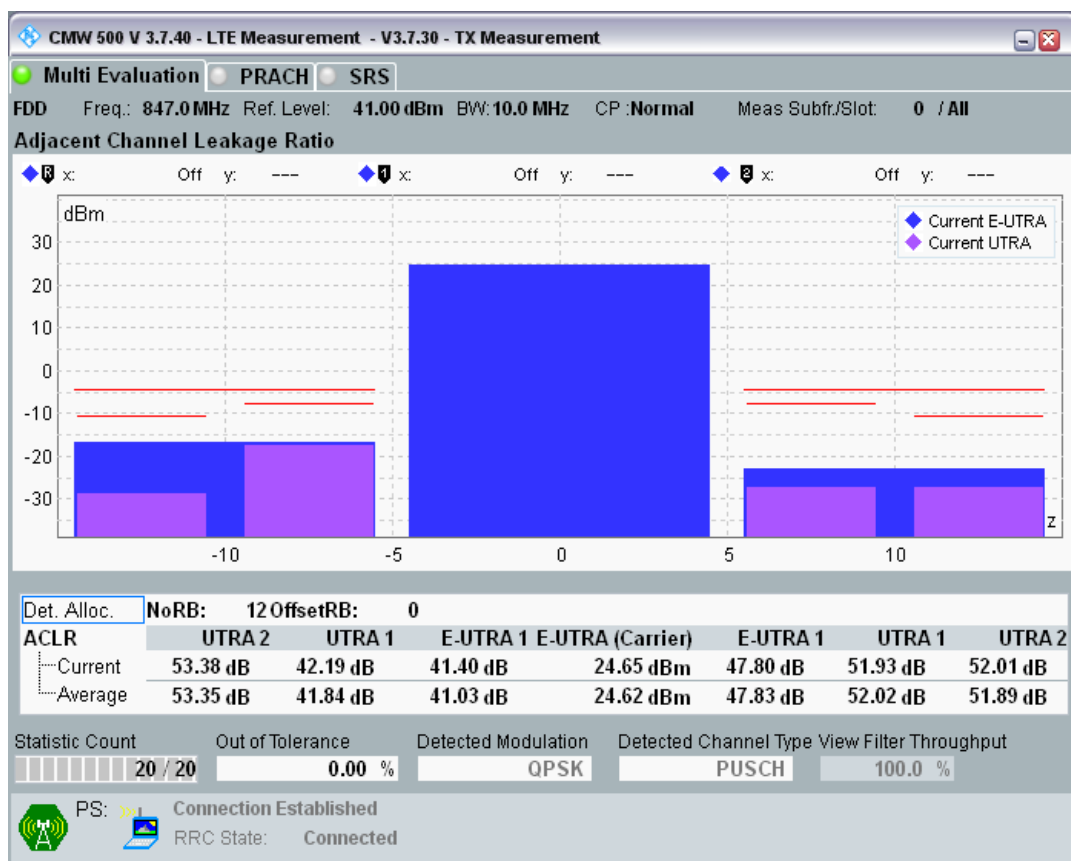 CMW 500 V 3.7.40 - LTE Measurement - V3.7.30 - TX Measurement
Multi Evaluation PRACH SRS
FDD Freq.: 847.0 MHz Ref. Level: 41.00 dBm BW: 10.0 MHz CP :Normal Meas Subfr./Slot: 0 / All
Adjacent Channel Leakage Ratio
R x: Off y: --- 1 x: Off y: --- 2 x: Off y: ---
dBm
Current E-UTRA
Current UTRA
30
20
10
0
-10
-20
-30
z
-10 -5 0 5 10
Det. Alloc. NoRB: 12 OffsetRB: 0
ACLR UTRA 2 UTRA 1 E-UTRA 1 E-UTRA (Carrier) E-UTRA 1 UTRA 1 UTRA 2
Current 53.38 dB 42.19 dB 41.40 dB 24.65 dBm 47.80 dB 51.93 dB 52.01 dB
Average 53.35 dB 41.84 dB 41.03 dB 24.62 dBm 47.83 dB 52.02 dB 51.89 dB
Statistic Count Out of Tolerance Detected Modulation Detected Channel Type View Filter Throughput
20 / 20 0.00 % QPSK PUSCH 100.0 %
PS: Connection Established
RRC State: Connected